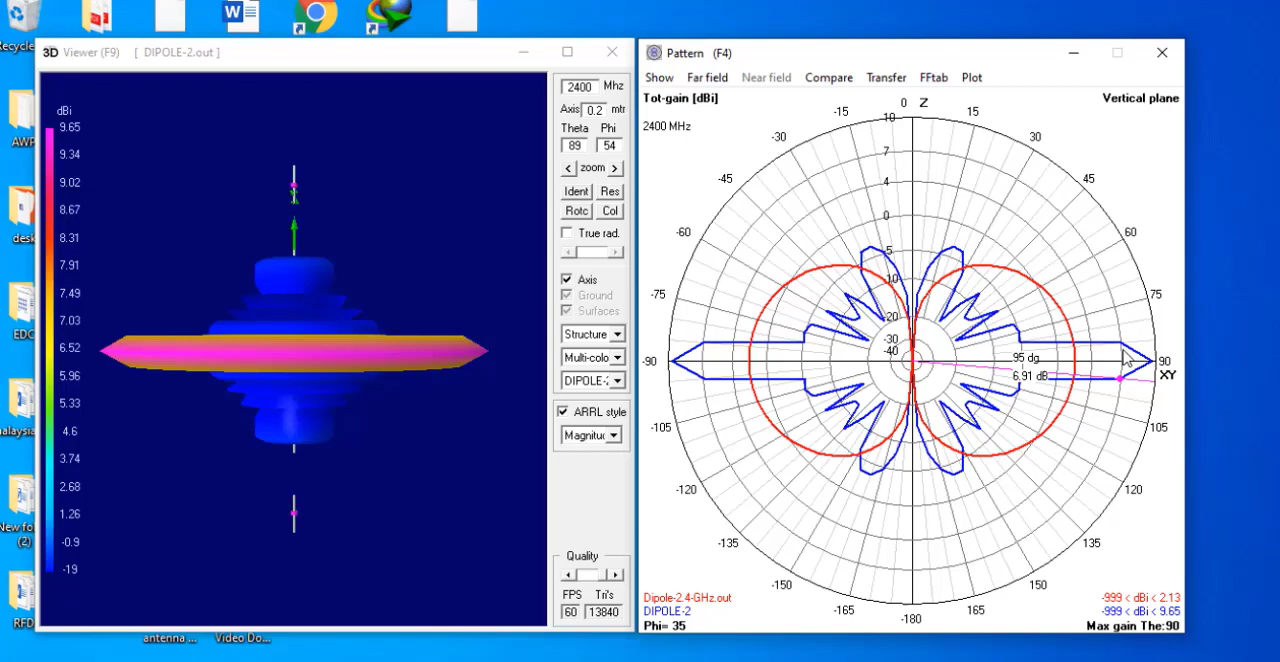 Recycle
AWP
desk
EDC
malaysia
New fo
(2)
RFD
antenna ...
Video Do...
3D Viewer (F9) [ DIPOLE-2.out ]
dBi
9.65
9.34
9.02
8.67
8.31
7.91
7.49
7.03
6.52
5.96
5.33
4.6
3.74
2.68
1.26
-0.9
-19
2400 Mhz
Axis 0.2 mtr
Theta Phi
89 54
< zoom >
Ident Res
Rotc Col
True rad.
Axis
Ground
Surfaces
Structure
Multi-colo
DIPOLE-2
ARRL style
Magnituc
Quality
FPS Tri's
60 13840
Pattern (F4)
Show Far field Near field Compare Transfer FFtab Plot
Tot-gain [dBi]
Vertical plane
2400 MHz
0 Z
-15 10 15
-30 7 30
-45 4 45
-60 0 60
-5
-75 -10 75
-20
-30
-40
95 dg
-90 90
6.91 dB XY
-105 105
-120 120
-135 135
-150 150
-165 165
-180
Dipole-2.4-GHz.out -999 < dBi < 2.13
DIPOLE-2 -999 < dBi < 9.65
Phi= 35 Max gain The:90